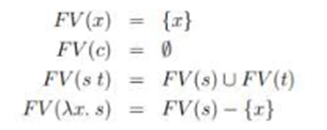 FV(x) = {x}
FV(c) = ∅
FV(s t) = FV(s) ∪ FV(t)
FV(λx. s) = FV(s) − {x}